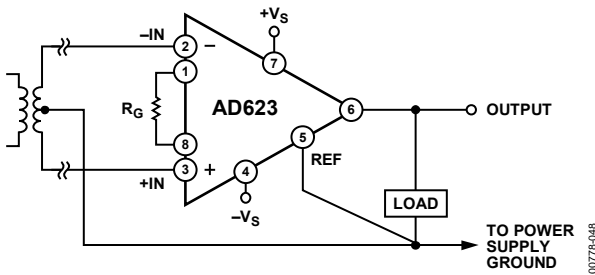 +VS
–IN
2
–
7
1
RG
AD623
6
OUTPUT
8
5
REF
3
+
4
+IN
–VS
LOAD
TO POWER
SUPPLY
GROUND
00778-048